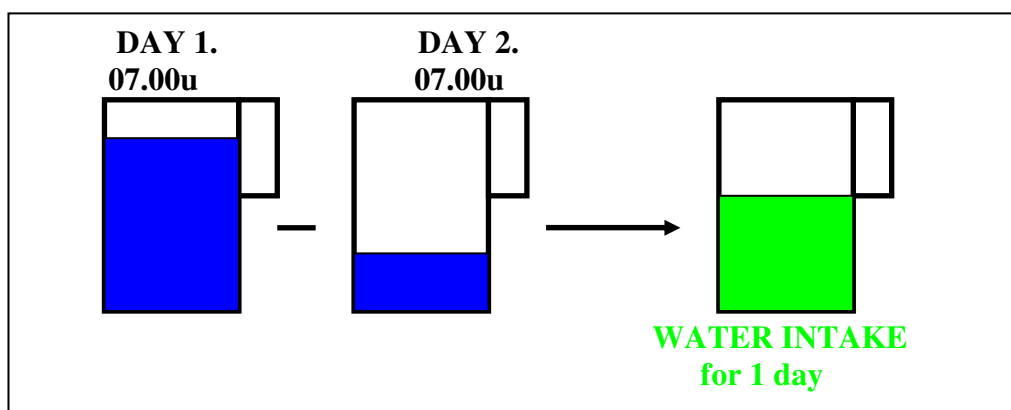 DAY 1.
07.00u
DAY 2.
07.00u
WATER INTAKE
for 1 day